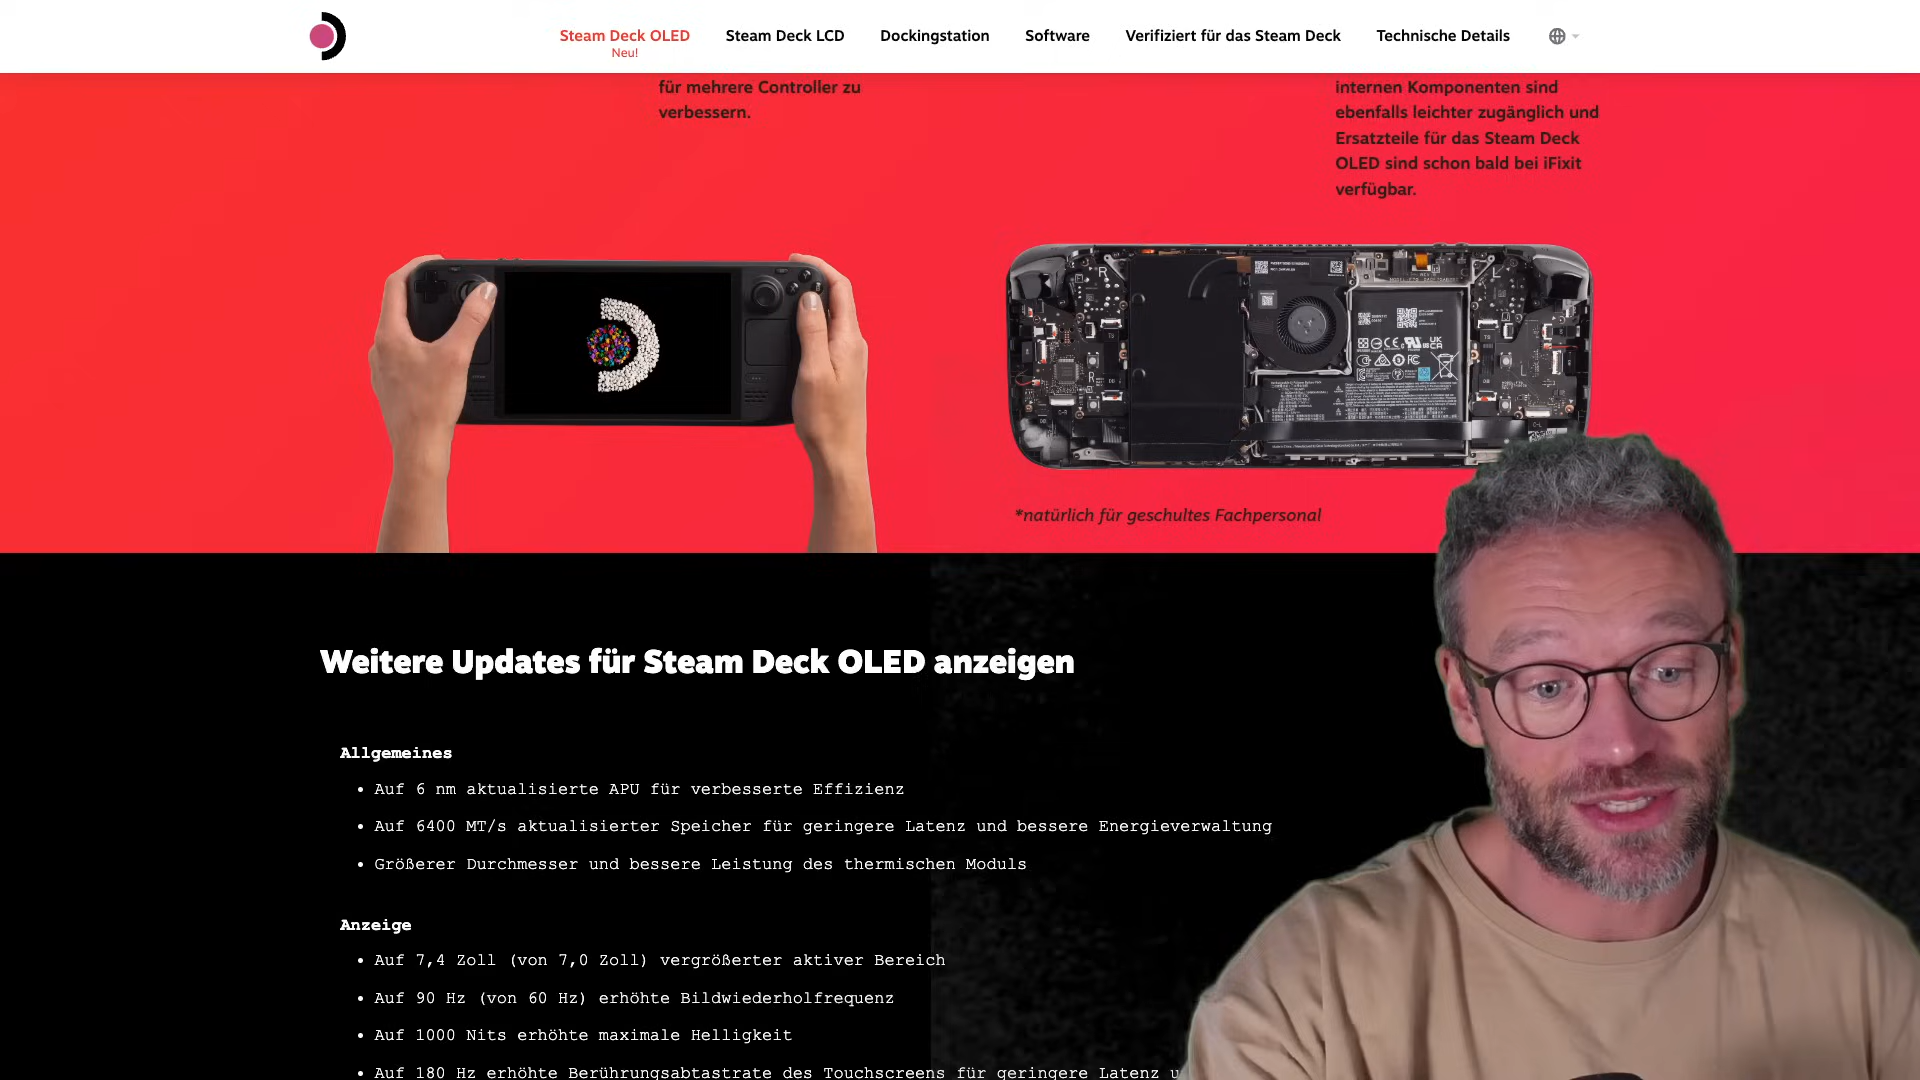 Steam Deck OLED
Neu!
Steam Deck LCD
Dockingstation
Software
Verifiziert für das Steam Deck
Technische Details
für mehrere Controller zu
verbessern.
internen Komponenten sind
ebenfalls leichter zugänglich und
Ersatzteile für das Steam Deck
OLED sind schon bald bei iFixit
verfügbar.
*natürlich für geschultes Fachpersonal
Weitere Updates für Steam Deck OLED anzeigen
Allgemeines
• Auf 6 nm aktualisierte APU für verbesserte Effizienz
• Auf 6400 MT/s aktualisierter Speicher für geringere Latenz und bessere Energieverwaltung
• Größerer Durchmesser und bessere Leistung des thermischen Moduls
Anzeige
• Auf 7,4 Zoll (von 7,0 Zoll) vergrößerter aktiver Bereich
• Auf 90 Hz (von 60 Hz) erhöhte Bildwiederholfrequenz
• Auf 1000 Nits erhöhte maximale Helligkeit
• Auf 180 Hz erhöhte Berührungsabtastrate des Touchscreens für geringere Latenz u